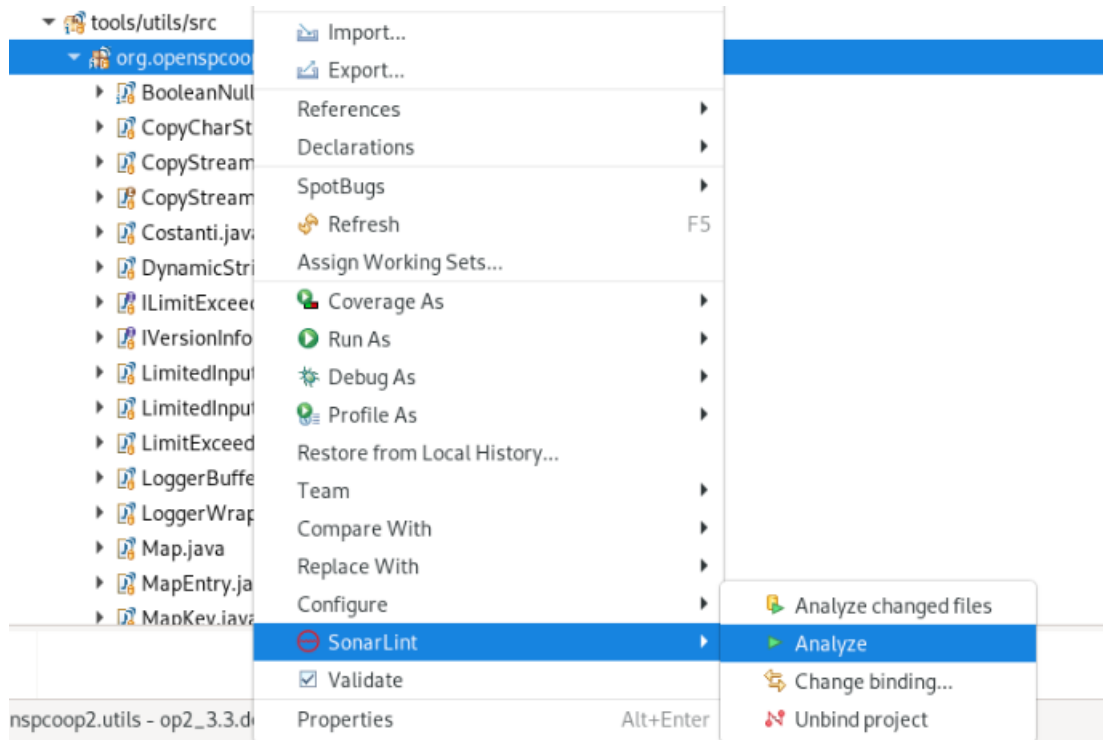 tools/utils/src
org.openspcoo
BooleanNull
CopyCharSt
CopyStream
CopyStream
Costanti.java
DynamicStri
ILimitExceed
IVersionInfo
LimitedInput
LimitedInput
LimitExceed
LoggerBuffe
LoggerWrap
Map.java
MapEntry.ja
MapKey.java
nspcoop2.utils - op2_3.3.d
Import...
Export...
References
Declarations
SpotBugs
Refresh F5
Assign Working Sets...
Coverage As
Run As
Debug As
Profile As
Restore from Local History...
Team
Compare With
Replace With
Configure
SonarLint
Validate
Properties Alt+Enter
Analyze changed files
Analyze
Change binding...
Unbind project